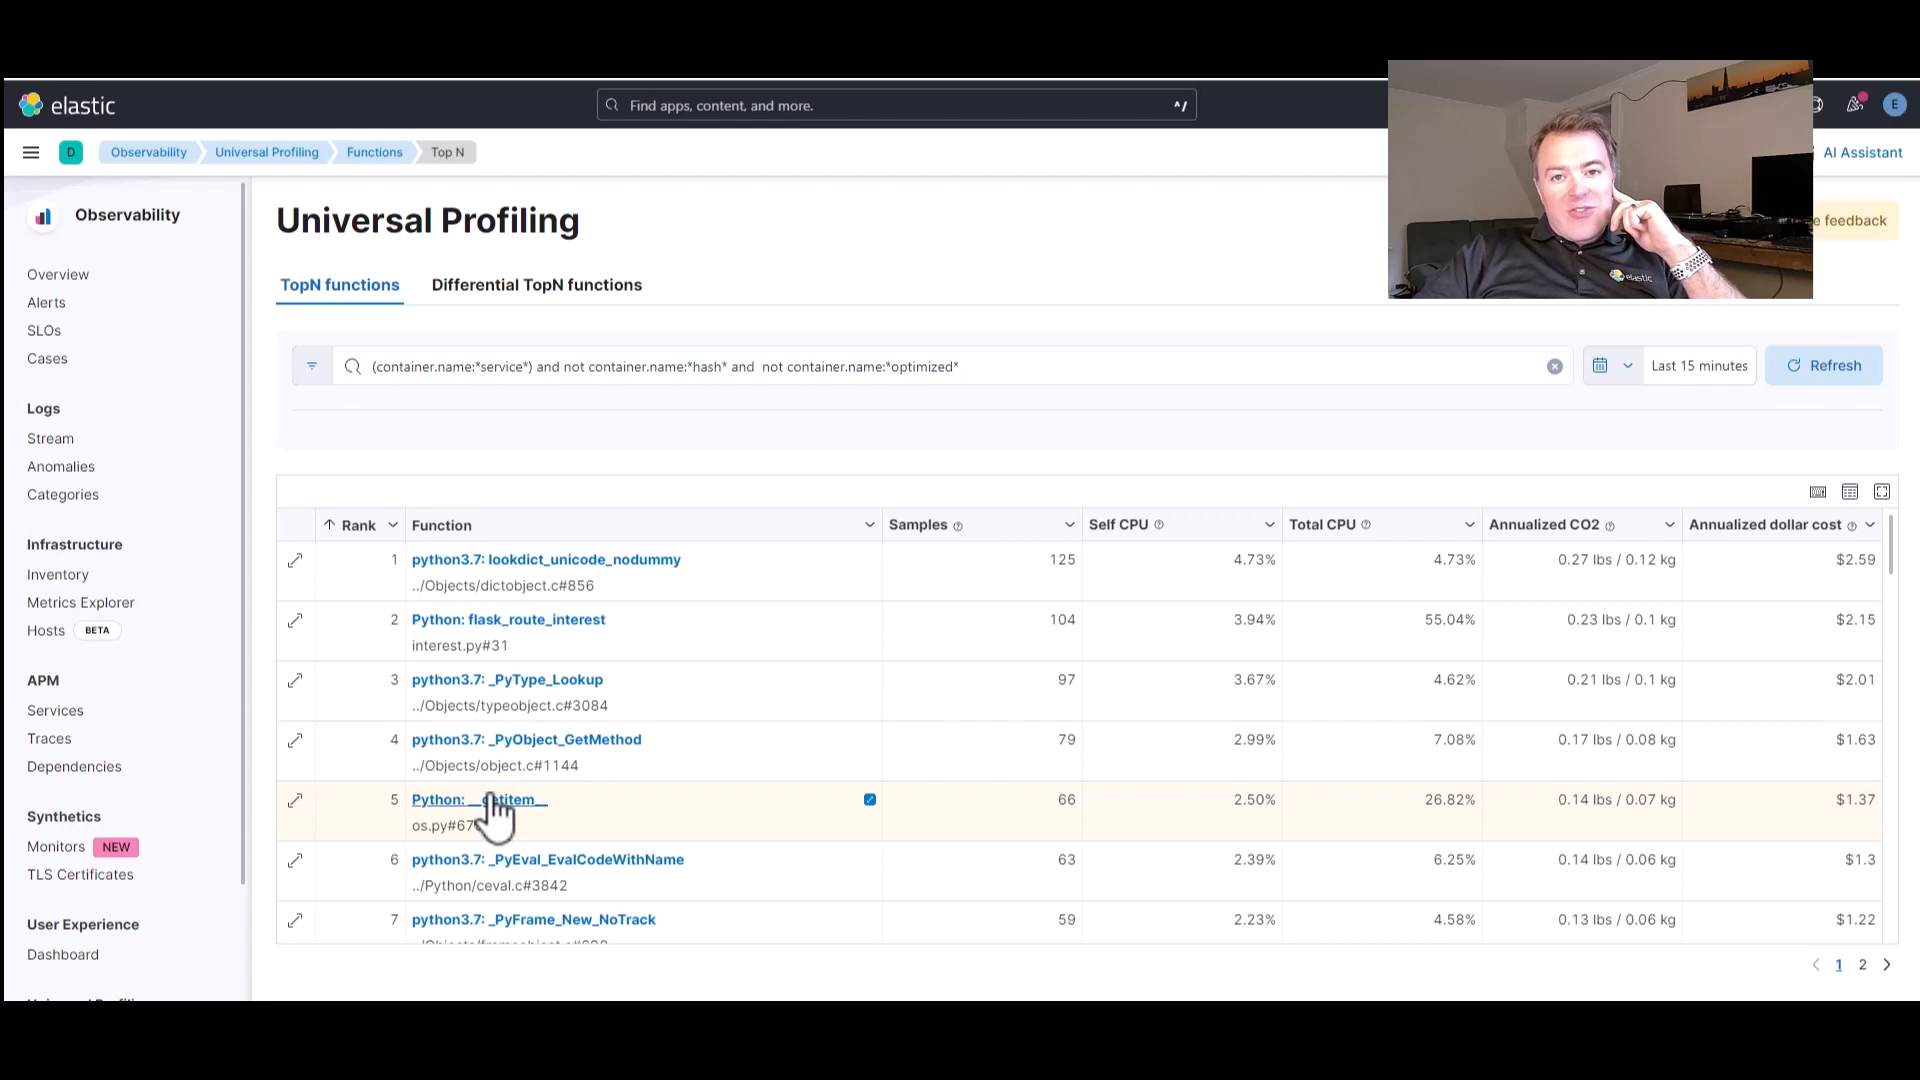 elastic
Find apps, content, and more.
^/
E
D
Observability
Universal Profiling
Functions
Top N
AI Assistant
Observability
Overview
Alerts
SLOs
Cases
Logs
Stream
Anomalies
Categories
Infrastructure
Inventory
Metrics Explorer
Hosts BETA
APM
Services
Traces
Dependencies
Synthetics
Monitors NEW
TLS Certificates
User Experience
Dashboard
Universal Profiling
feedback
elastic
TopN functions
Differential TopN functions
(container.name:*service*) and not container.name:*hash* and  not container.name:*optimized*
Last 15 minutes
Refresh
Rank Function Samples Self CPU Total CPU Annualized CO2 Annualized dollar cost
1 python3.7: lookdict_unicode_nodummy 125 4.73% 4.73% 0.27 lbs / 0.12 kg $2.59
../Objects/dictobject.c#856
2 Python: flask_route_interest 104 3.94% 55.04% 0.23 lbs / 0.1 kg $2.15
interest.py#31
3 python3.7: _PyType_Lookup 97 3.67% 4.62% 0.21 lbs / 0.1 kg $2.01
../Objects/typeobject.c#3084
4 python3.7: _PyObject_GetMethod 79 2.99% 7.08% 0.17 lbs / 0.08 kg $1.63
../Objects/object.c#1144
5 Python: 66 2.50% 26.82% 0.14 lbs / 0.07 kg $1.37
6 python3.7: _PyEval_EvalCodeWithName 63 2.39% 6.25% 0.14 lbs / 0.06 kg $1.3
../Python/ceval.c#3842
7 python3.7: _PyFrame_New_NoTrack 59 2.23% 4.58% 0.13 lbs / 0.06 kg $1.22
1 2